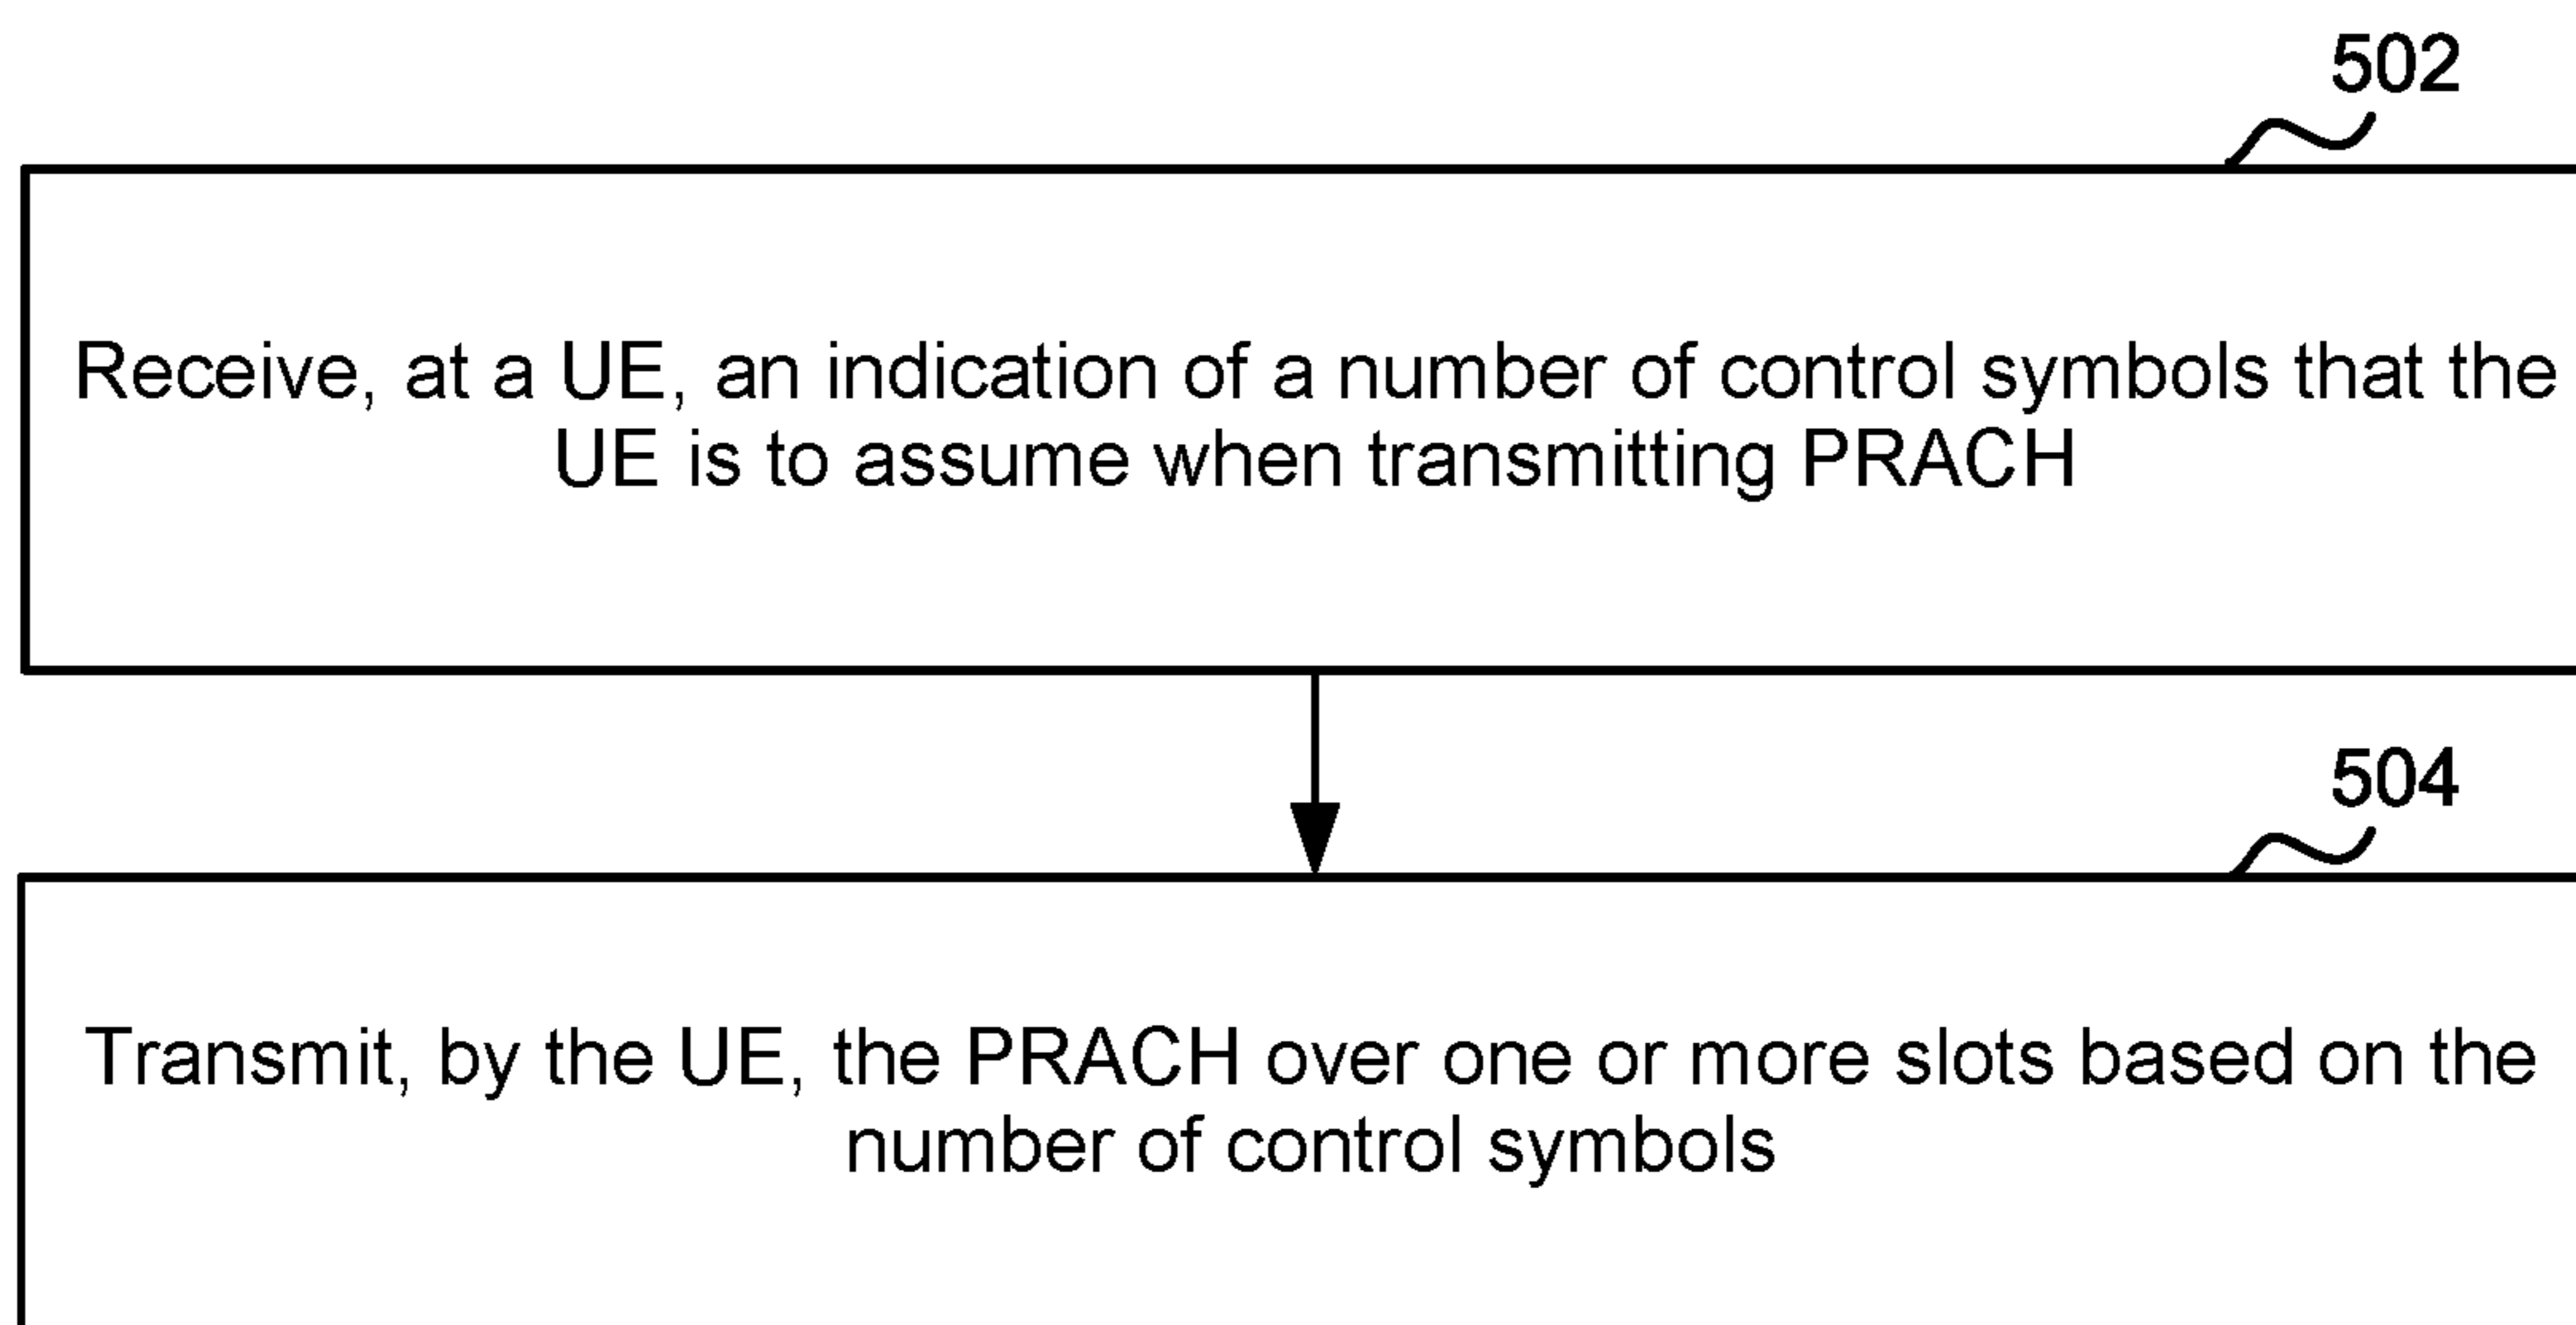 502
Receive, at a UE, an indication of a number of control symbols that the
UE is to assume when transmitting PRACH
504
Transmit, by the UE, the PRACH over one or more slots based on the
number of control symbols